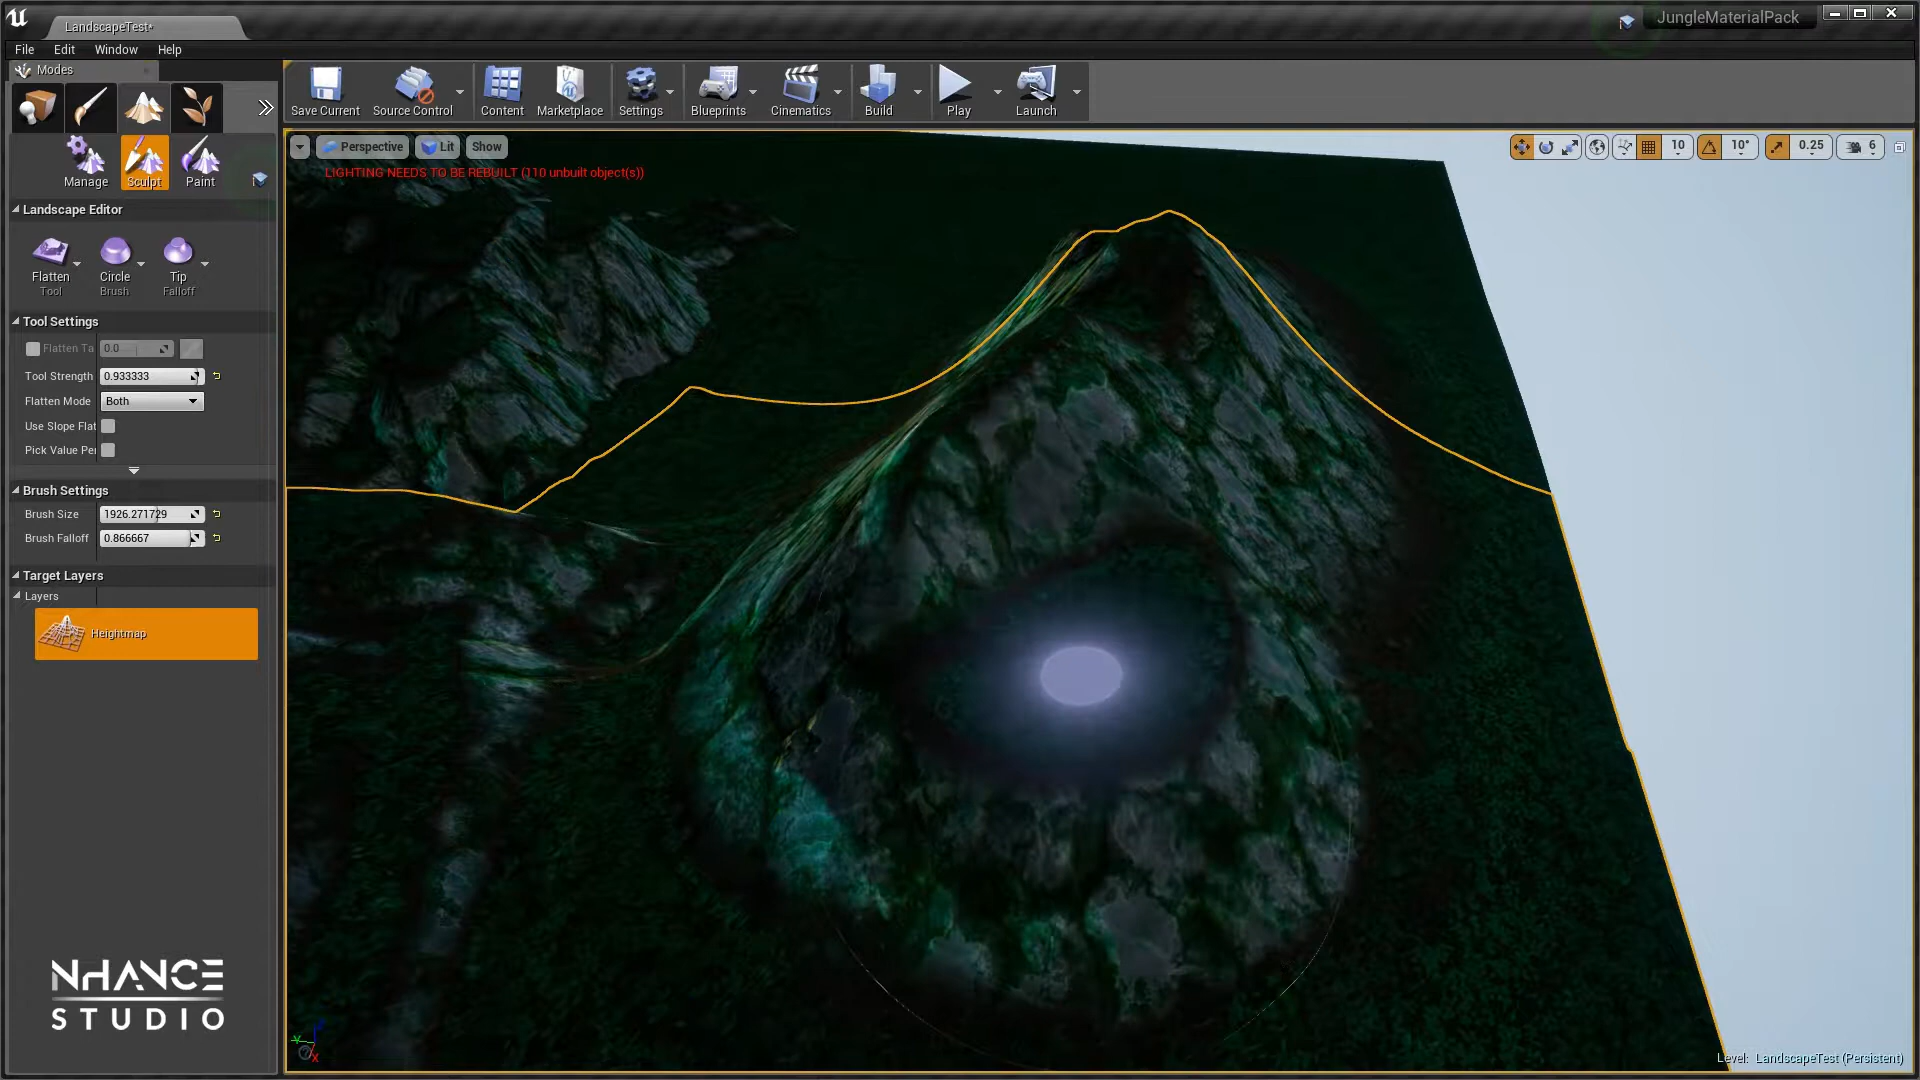 LandscapeTest•
JungleMaterialPack
File Edit Window Help
Modes
Save Current
Source Control
Content
Marketplace
Settings
Blueprints
Cinematics
Build
Play
Launch
Manage
Sculpt
Paint
Perspective
Lit
Show
10
10°
0.25
6
LIGHTING NEEDS TO BE REBUILT (110 unbuilt object(s))
Landscape Editor
Flatten
Tool
Circle
Brush
Tip
Falloff
Tool Settings
Flatten Ta 0.0
Tool Strength 0.933333
Flatten Mode Both
Use Slope Flat
Pick Value Per
Brush Settings
Brush Size 1926.271729
Brush Falloff 0.866667
Target Layers
Layers
Heightmap
NHANCE
STUDIO
Y
X
Level: LandscapeTest (Persistent)